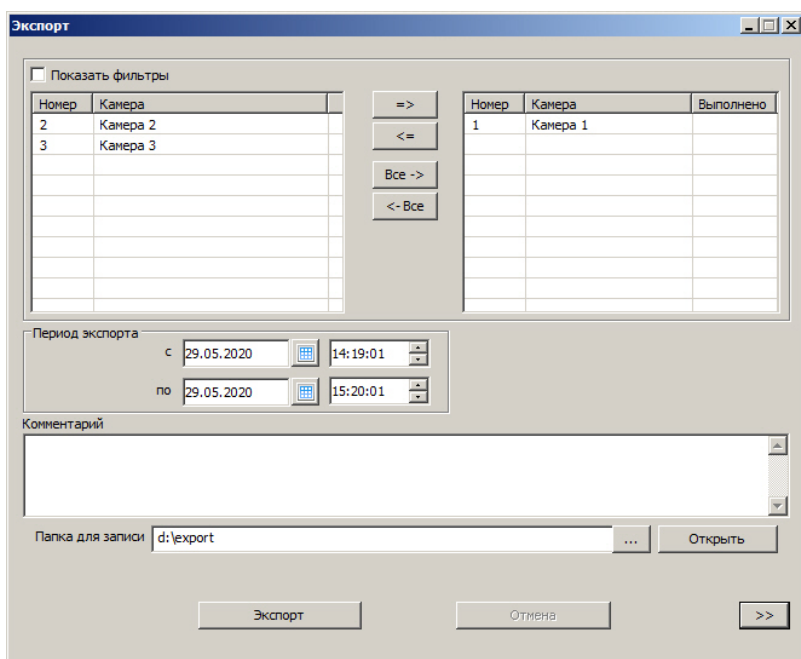 Экспорт
Показать фильтры
Номер Камера
2 Камера 2
3 Камера 3
=>
<=
Все ->
<- Все
Номер Камера Выполнено
1 Камера 1
Период экспорта
с 29.05.2020 14:19:01
по 29.05.2020 15:20:01
Комментарий
Папка для записи d:\export ... Открыть
Экспорт Отмена >>